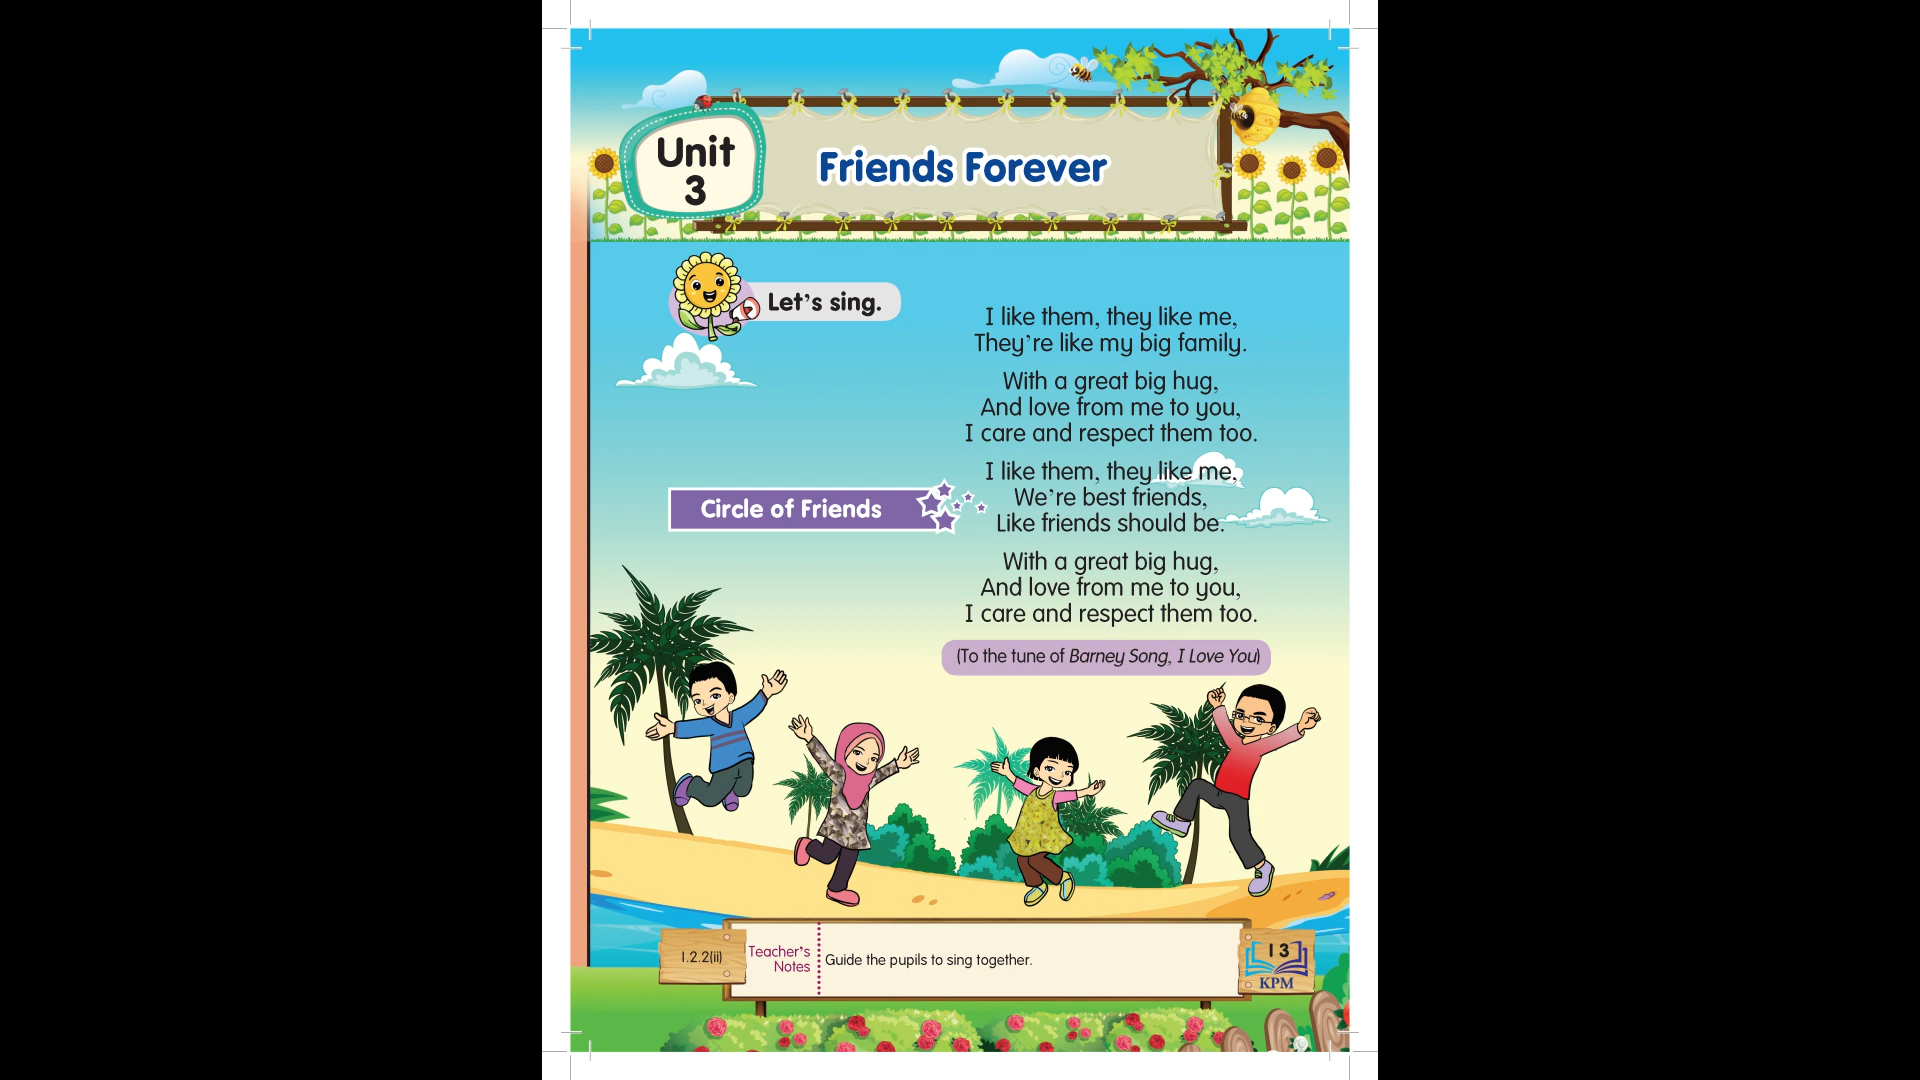 Unit
3
Friends Forever
Let's sing.
Circle of Friends
I like them, they like me,
They're like my big family.
With a great big hug,
And love from me to you,
I care and respect them too.
I like them, they like me,
We're best friends,
Like friends should be.
With a great big hug,
And love from me to you,
I care and respect them too.
(To the tune of Barney Song, I Love You)
1.2.2(ii)
Teacher's
Notes
Guide the pupils to sing together.
13
KPM